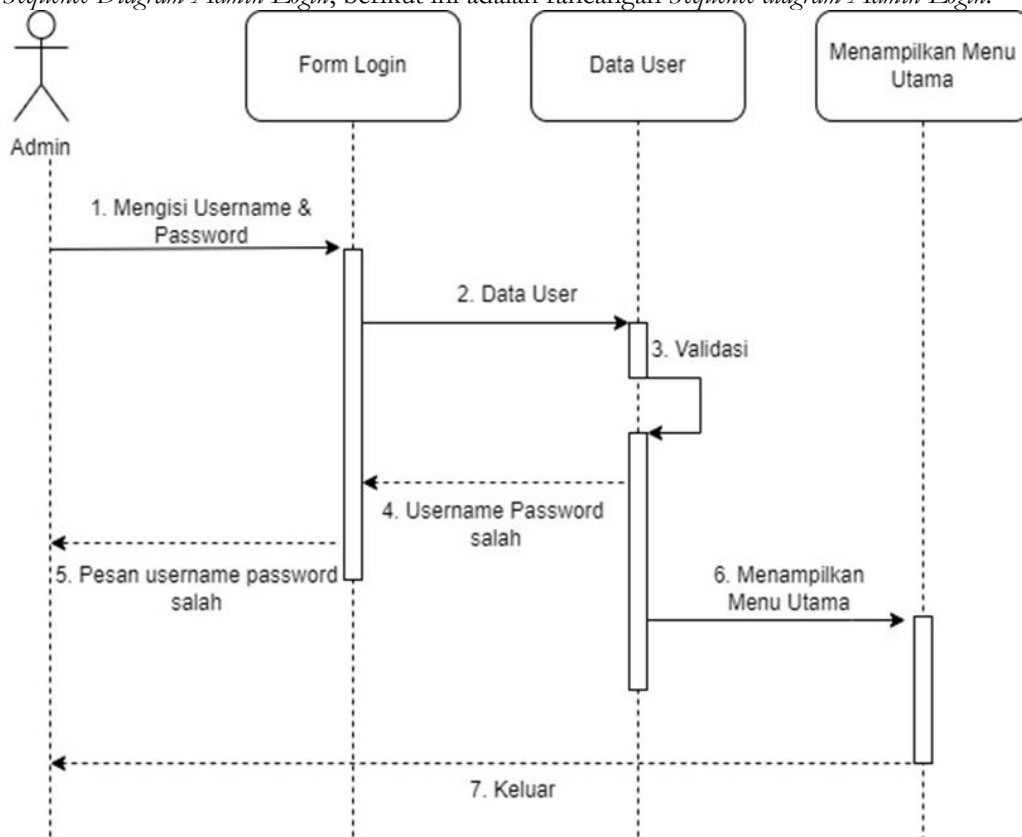 Sequence Diagram Admin Login, berikut ini adalah rancangan Sequence diagram Admin Login.
Form Login
Data User
Menampilkan Menu
Utama
Admin
1. Mengisi Username &
Password
2. Data User
3. Validasi
4. Username Password
salah
5. Pesan username password
salah
6. Menampilkan
Menu Utama
7. Keluar